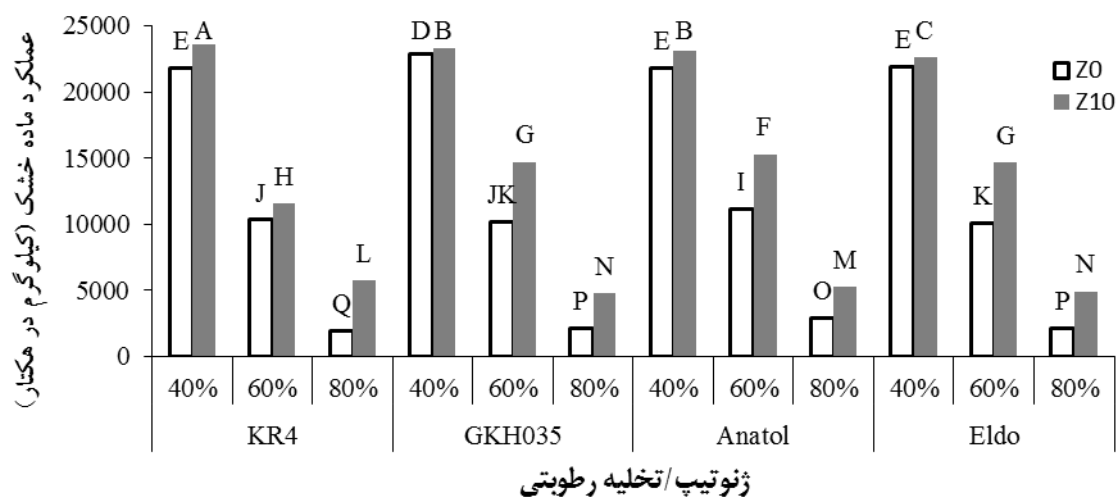 عملکرد ماده خشک (کیلوگرم در هکتار)
25000
20000
15000
10000
5000
0
E A D B E B E C
J H JK G I F K G
Q L P N O M P N
Z0
Z10
40% 60% 80% 40% 60% 80% 40% 60% 80% 40% 60% 80%
KR4 GKH035 Anatol Eldo
ژنوتیپ/تخلیه رطوبتی